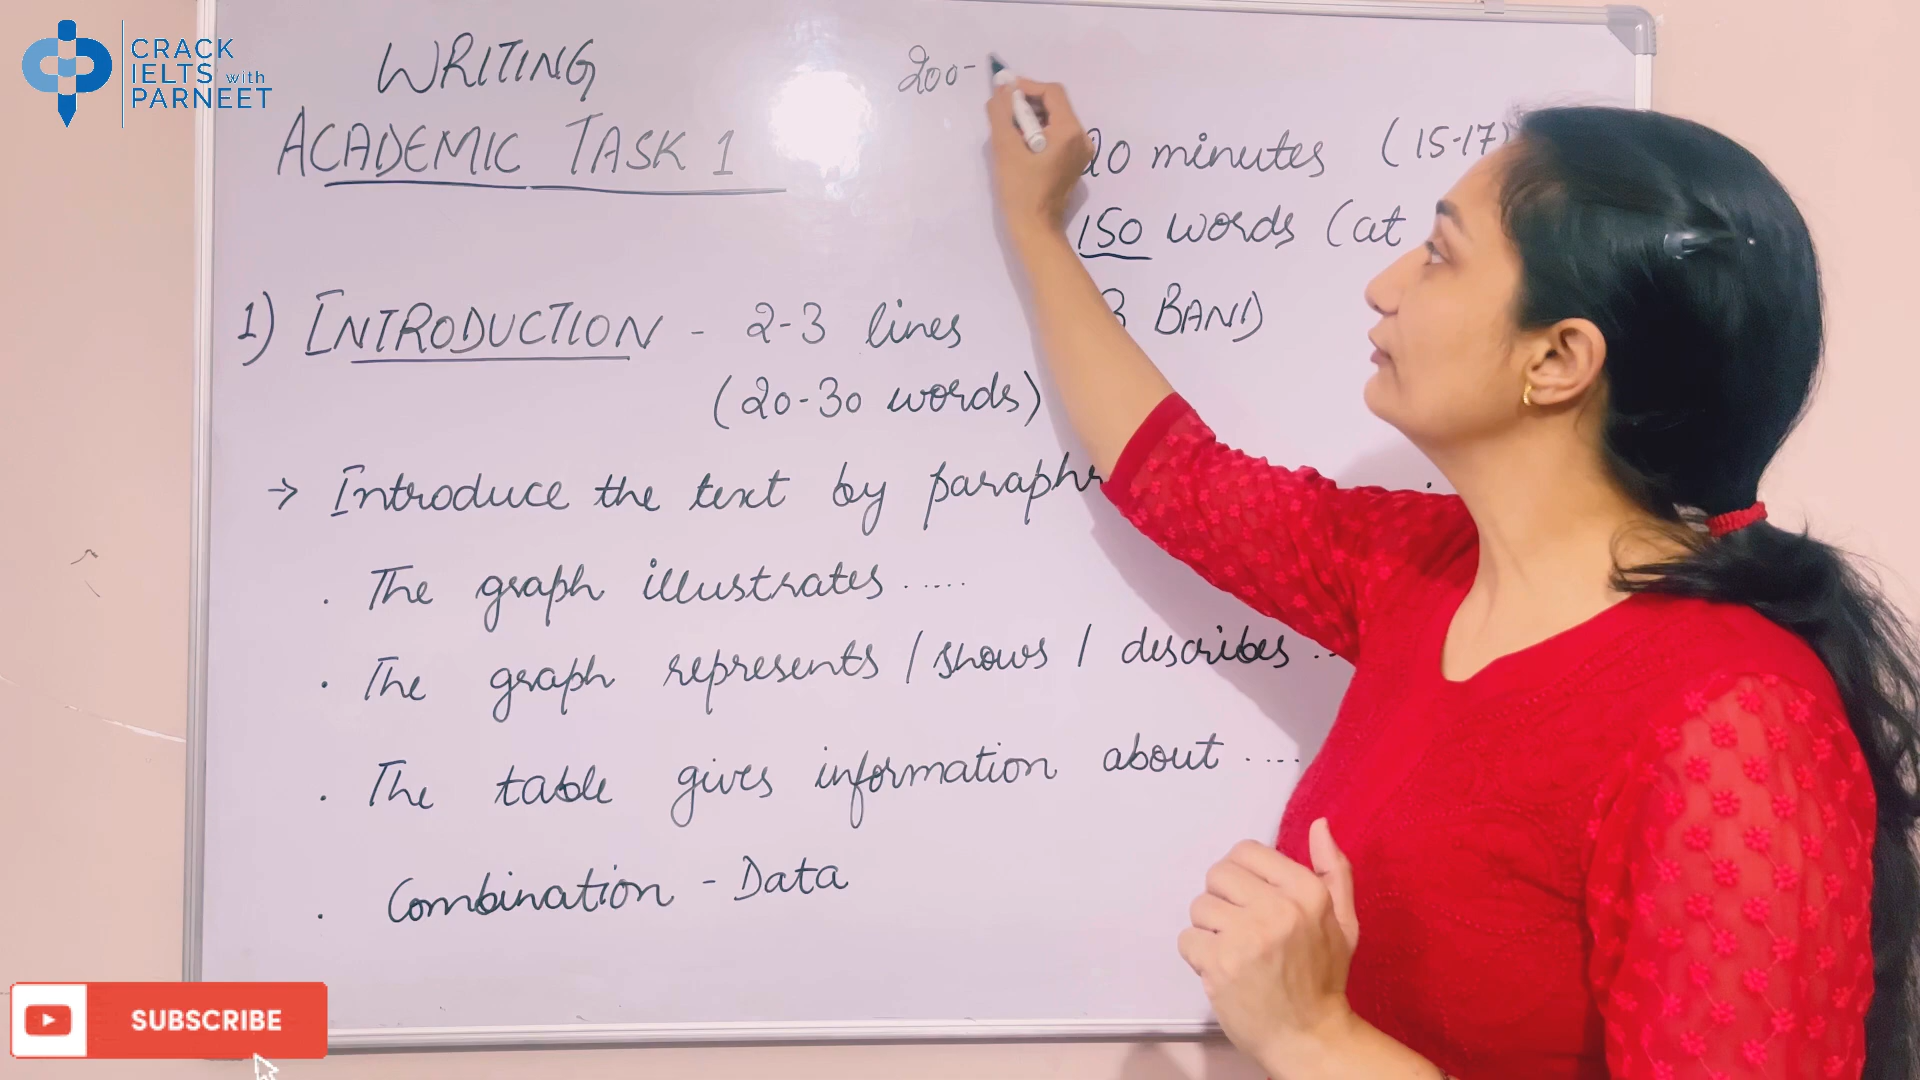 CRACK
IELTS with
PARNEET
WRITING
ACADEMIC TASK 1
200-
20 minutes (15-17)
150 words (at
BAND
1) INTRODUCTION - 2-3 lines
(20-30 words)
→ Introduce the text by paraphr
. The graph illustrates .....
. The graph represents / shows / describes ..
. The table gives information about ....
. Combination - Data
SUBSCRIBE